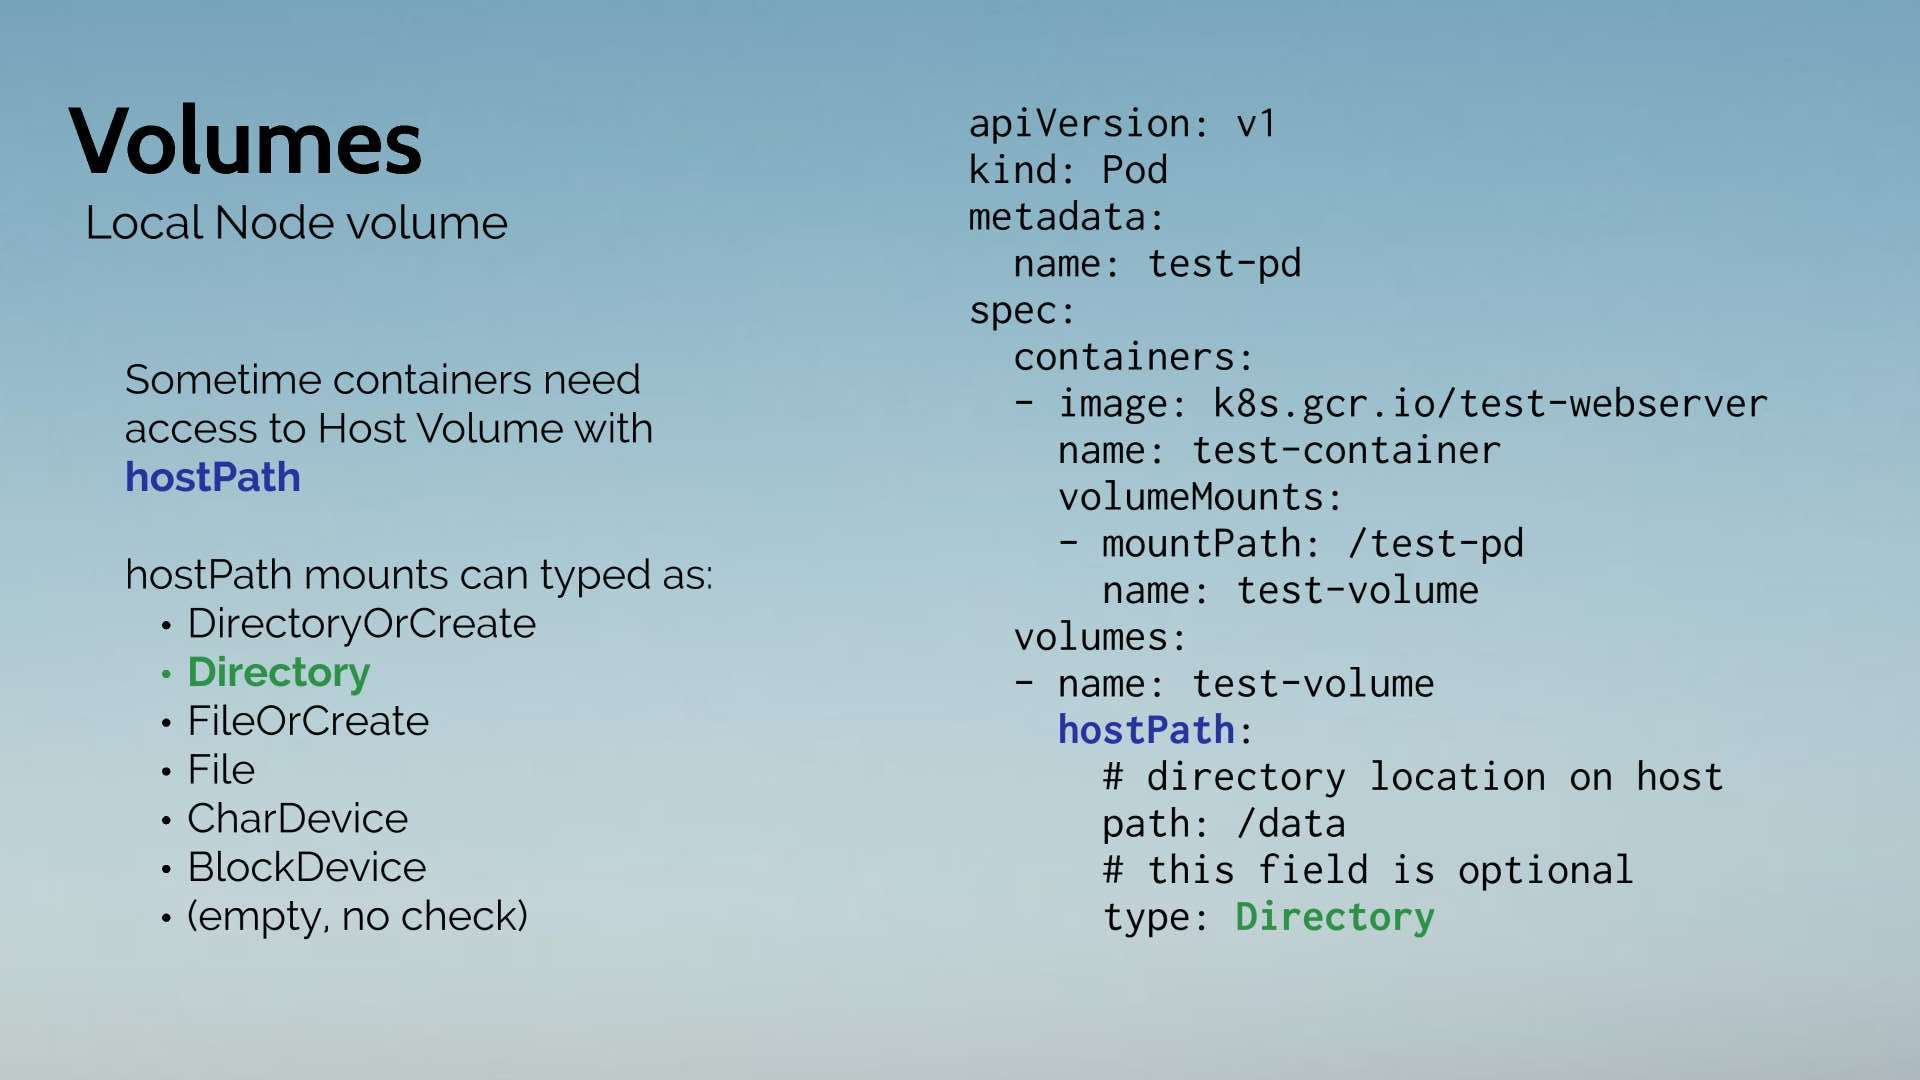 Volumes
Local Node volume
Sometime containers need
access to Host Volume with
hostPath
hostPath mounts can typed as:
• DirectoryOrCreate
• Directory
• FileOrCreate
• File
• CharDevice
• BlockDevice
• (empty, no check)
apiVersion: v1
kind: Pod
metadata:
  name: test-pd
spec:
  containers:
  - image: k8s.gcr.io/test-webserver
    name: test-container
    volumeMounts:
    - mountPath: /test-pd
      name: test-volume
  volumes:
  - name: test-volume
    hostPath:
      # directory location on host
      path: /data
      # this field is optional
      type: Directory